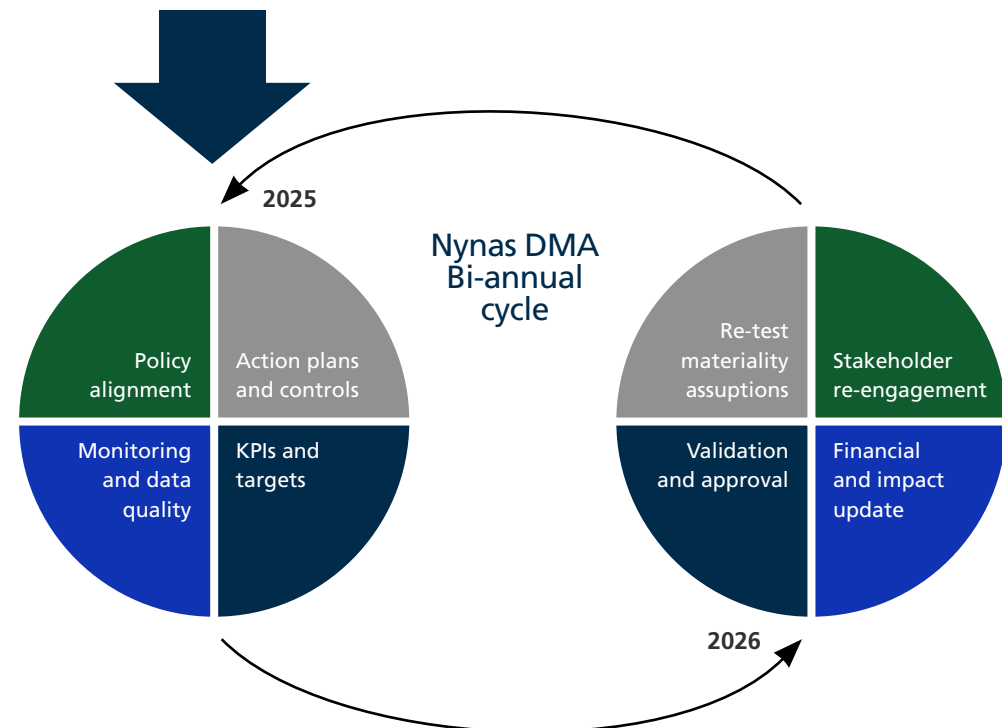 2025
Nynas DMA
Bi-annual
cycle
Policy
alignment
Action plans
and controls
Monitoring
and data
quality
KPIs and
targets
Re-test
materiality
assuptions
Stakeholder
re-engagement
Validation
and approval
Financial
and impact
update
2026